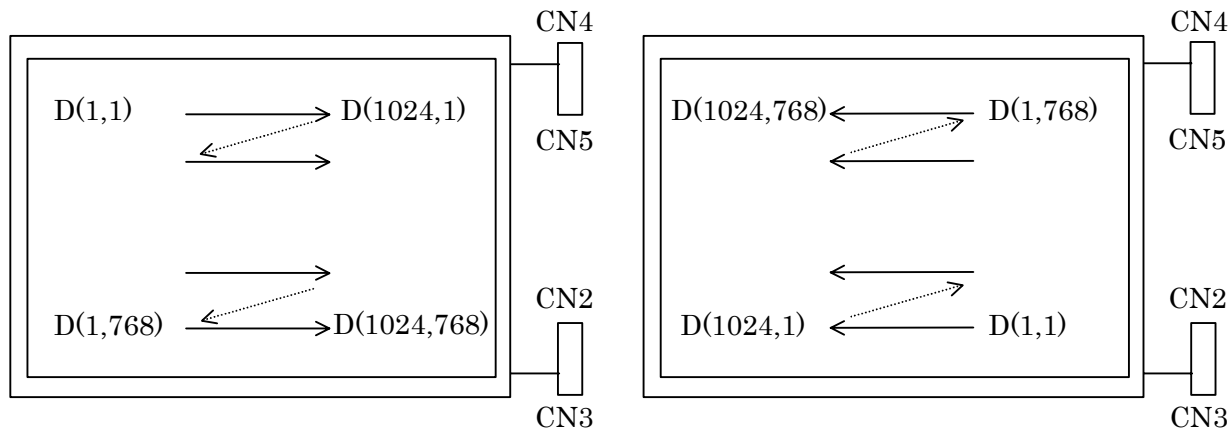 CN4
D(1,1) D(1024,1)
CN5
CN2
D(1,768) D(1024,768)
CN3
CN4
D(1024,768) D(1,768)
CN5
CN2
D(1024,1) D(1,1)
CN3